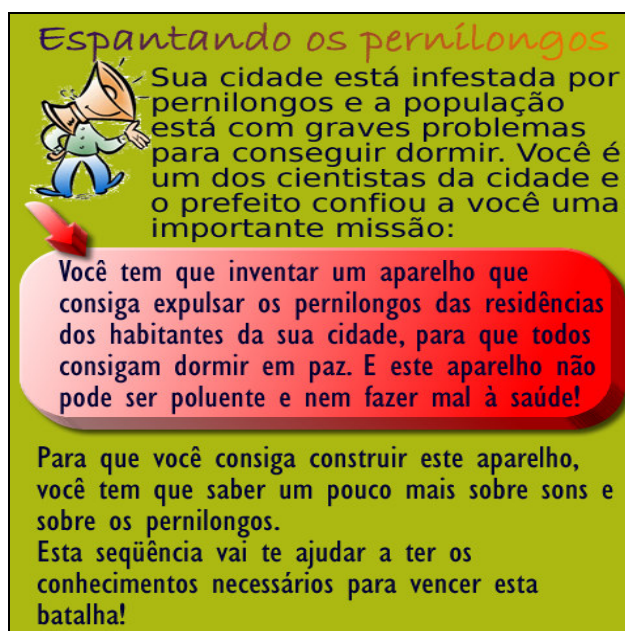 Espantando os pernilongos
Sua cidade está infestada por
pernilongos e a população
está com graves problemas
para conseguir dormir. Você é
um dos cientistas da cidade e
o prefeito confiou a você uma
importante missão:
Você tem que inventar um aparelho que
consiga expulsar os pernilongos das residências
dos habitantes da sua cidade, para que todos
consigam dormir em paz. E este aparelho não
pode ser poluente e nem fazer mal à saúde!
Para que você consiga construir este aparelho,
você tem que saber um pouco mais sobre sons e
sobre os pernilongos.
Esta seqüência vai te ajudar a ter os
conhecimentos necessários para vencer esta
batalha!